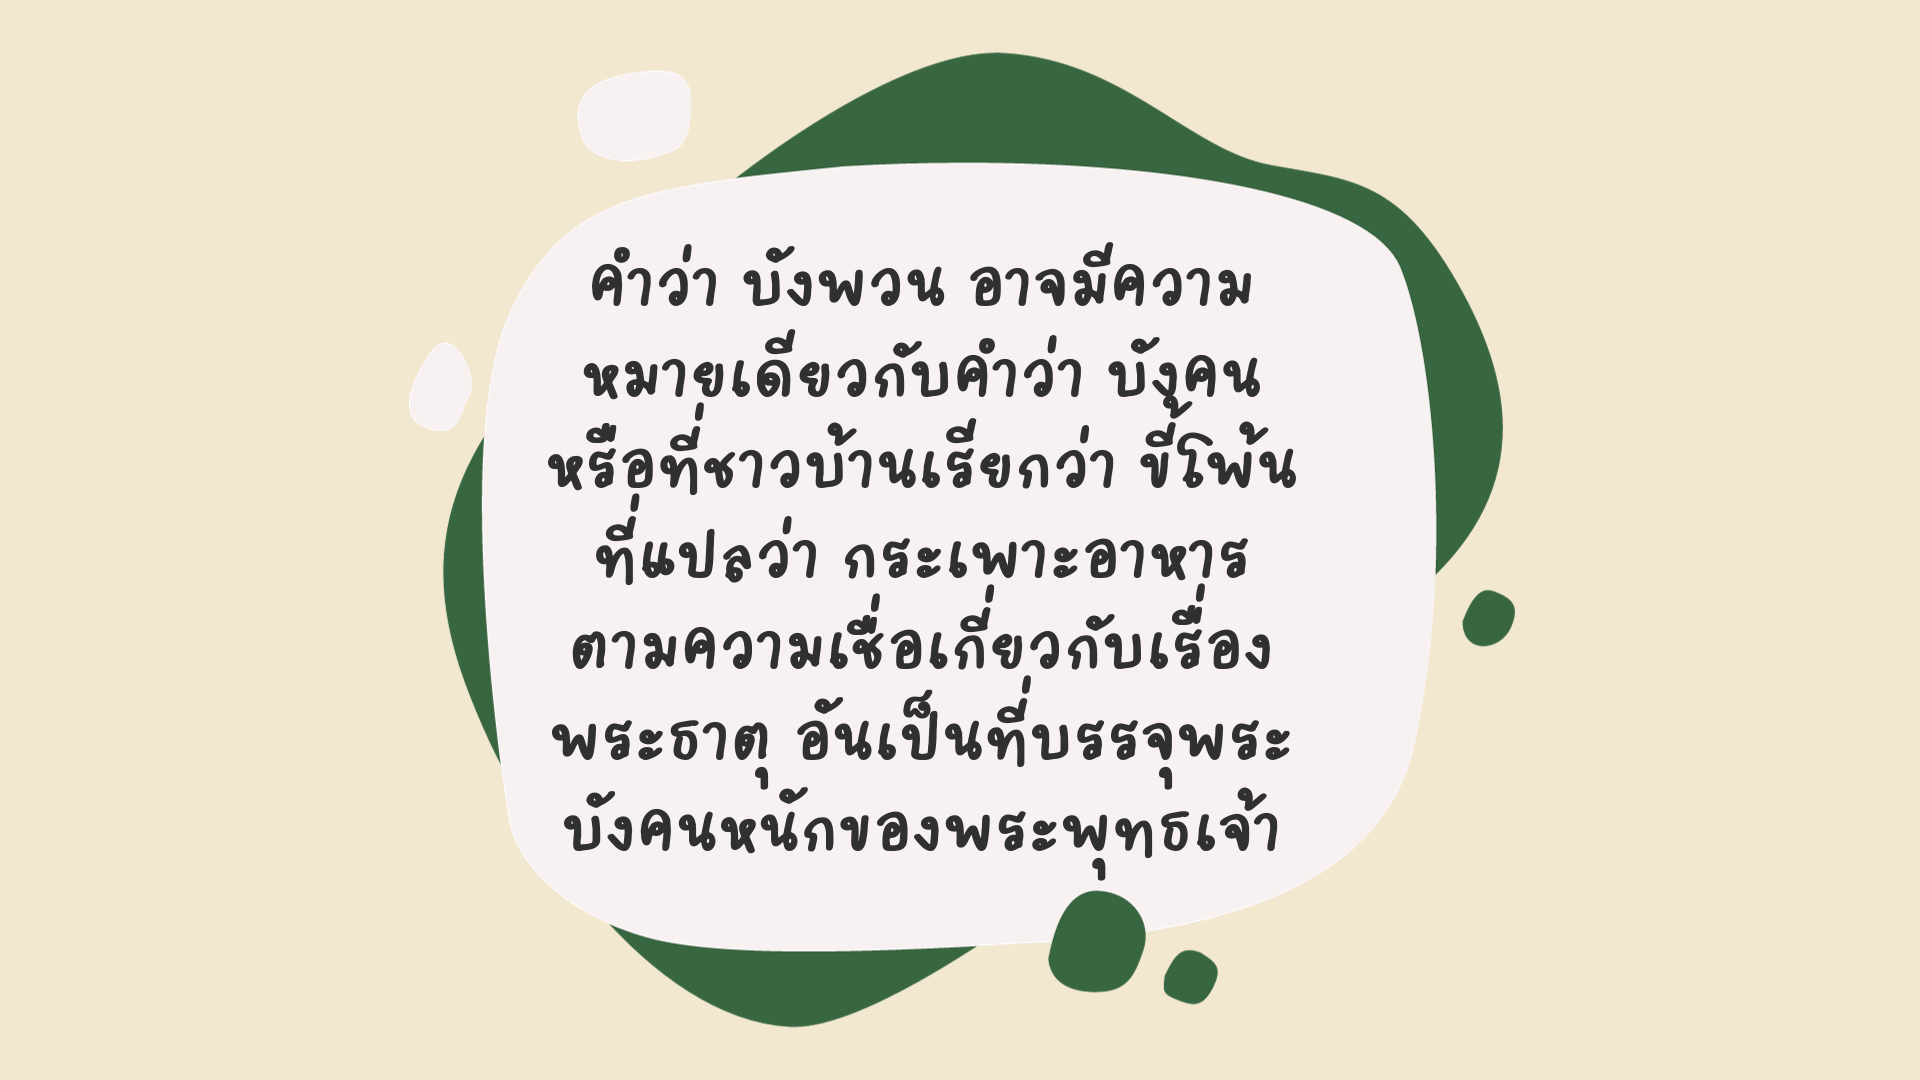 คำว่า บังพวน อาจมีความ
หมายเดียวกับคำว่า บังคน
หรือที่ชาวบ้านเรียกว่า ขี้โพ้น
ที่แปลว่า กระเพาะอาหาร
ตามความเชื่อเกี่ยวกับเรื่อง
พระธาตุ อันเป็นที่บรรจุพระ
บังคนหนักของพระพุทธเจ้า